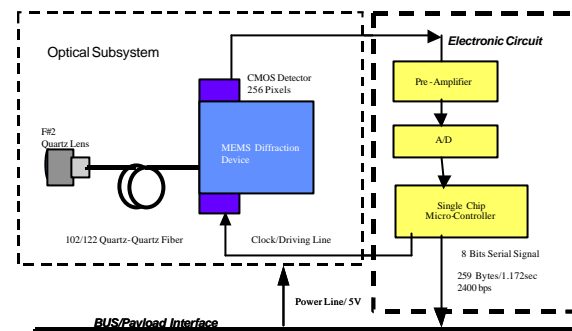 Optical Subsystem
Electronic Circuit
CMOS Detector
256 Pixels
Pre-Amplifier
F#2
Quartz Lens
MEMS Diffraction
Device
A/D
Single Chip
Micro-Controller
102/122 Quartz-Quartz Fiber
Clock/Driving Line
8 Bits Serial Signal
259 Bytes/1.172sec
2400 bps
Power Line/ 5V
BUS/Payload Interface